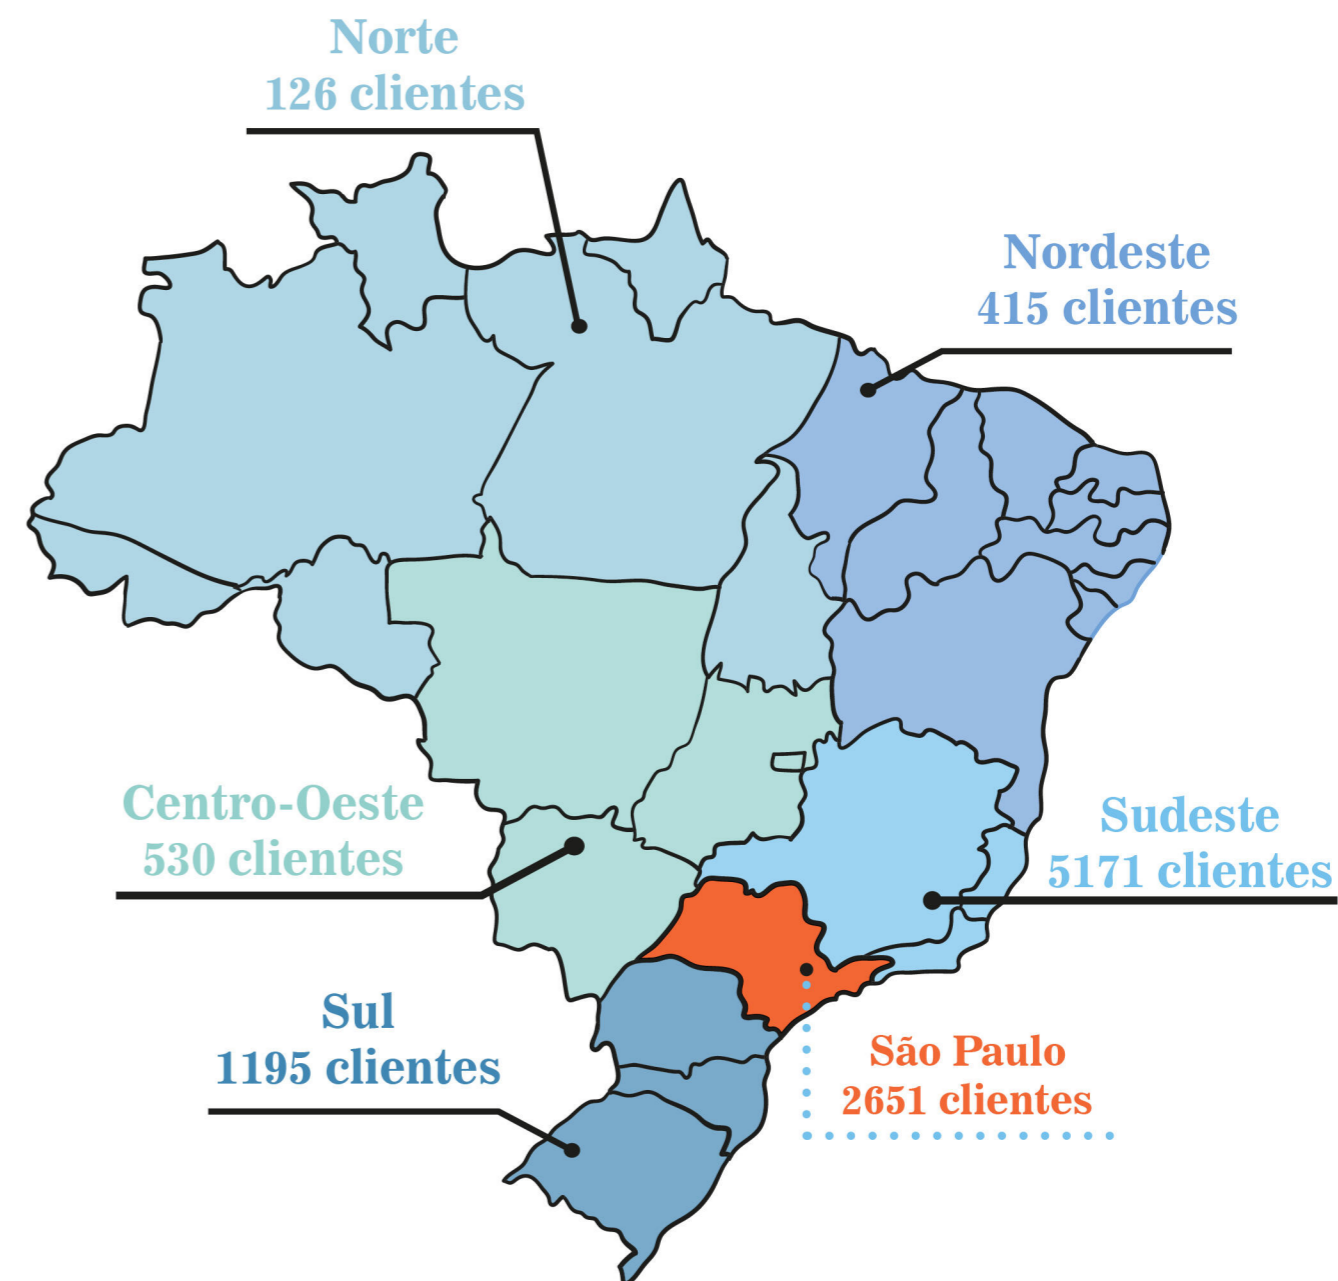 Norte
126 clientes
Nordeste
415 clientes
Centro-Oeste
530 clientes
Sudeste
5171 clientes
Sul
1195 clientes
São Paulo
2651 clientes